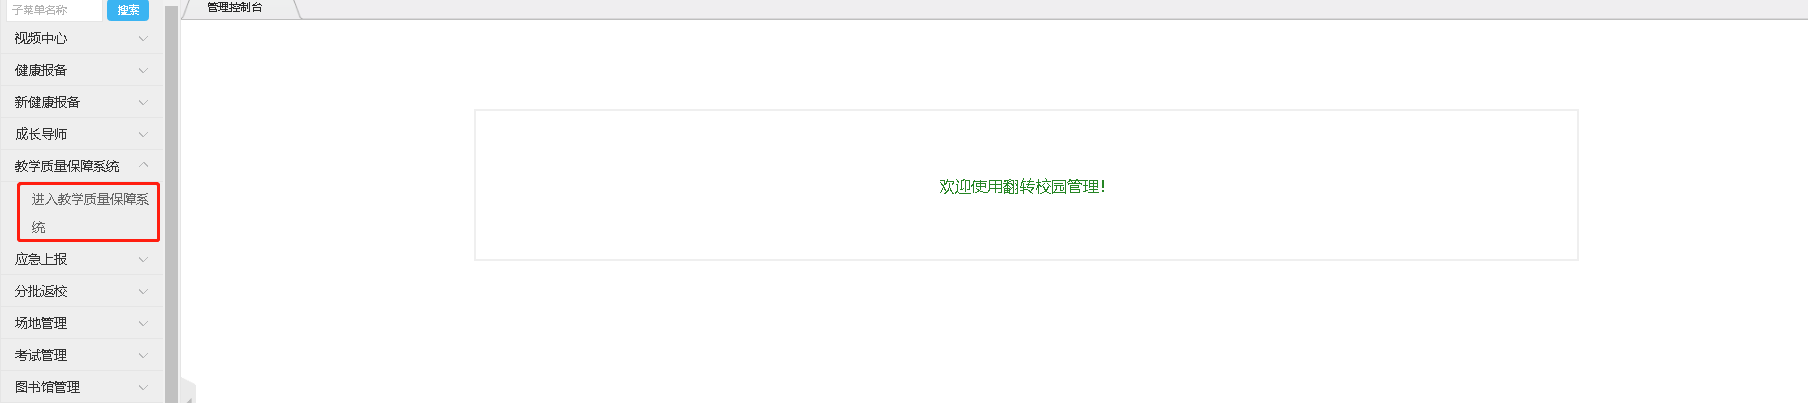 子菜单名称 搜索
管理控制台
视频中心
健康报备
新健康报备
成长导师
教学质量保障系统
进入教学质量保障系
统
应急上报
分批返校
场地管理
考试管理
图书馆管理
欢迎使用翻转校园管理!